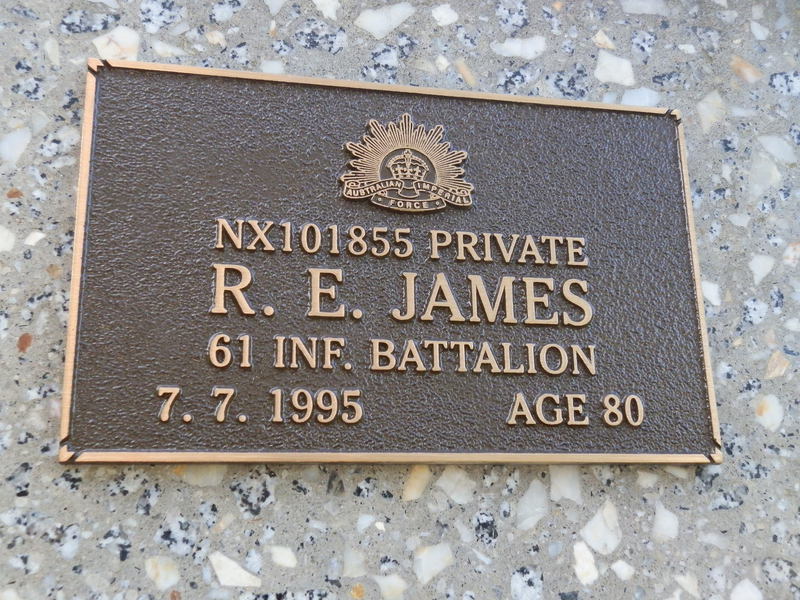 AUSTRALIAN IMPERIAL
FORCE
NX101855 PRIVATE
R. E. JAMES
61 INF. BATTALION
7. 7. 1995 AGE 80